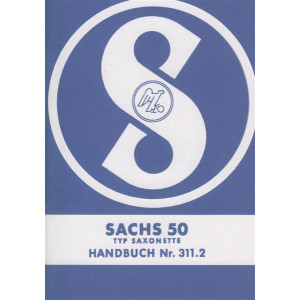 S
SACHS 50
TYP SAXONETTE
HANDBUCH Nr. 311.2